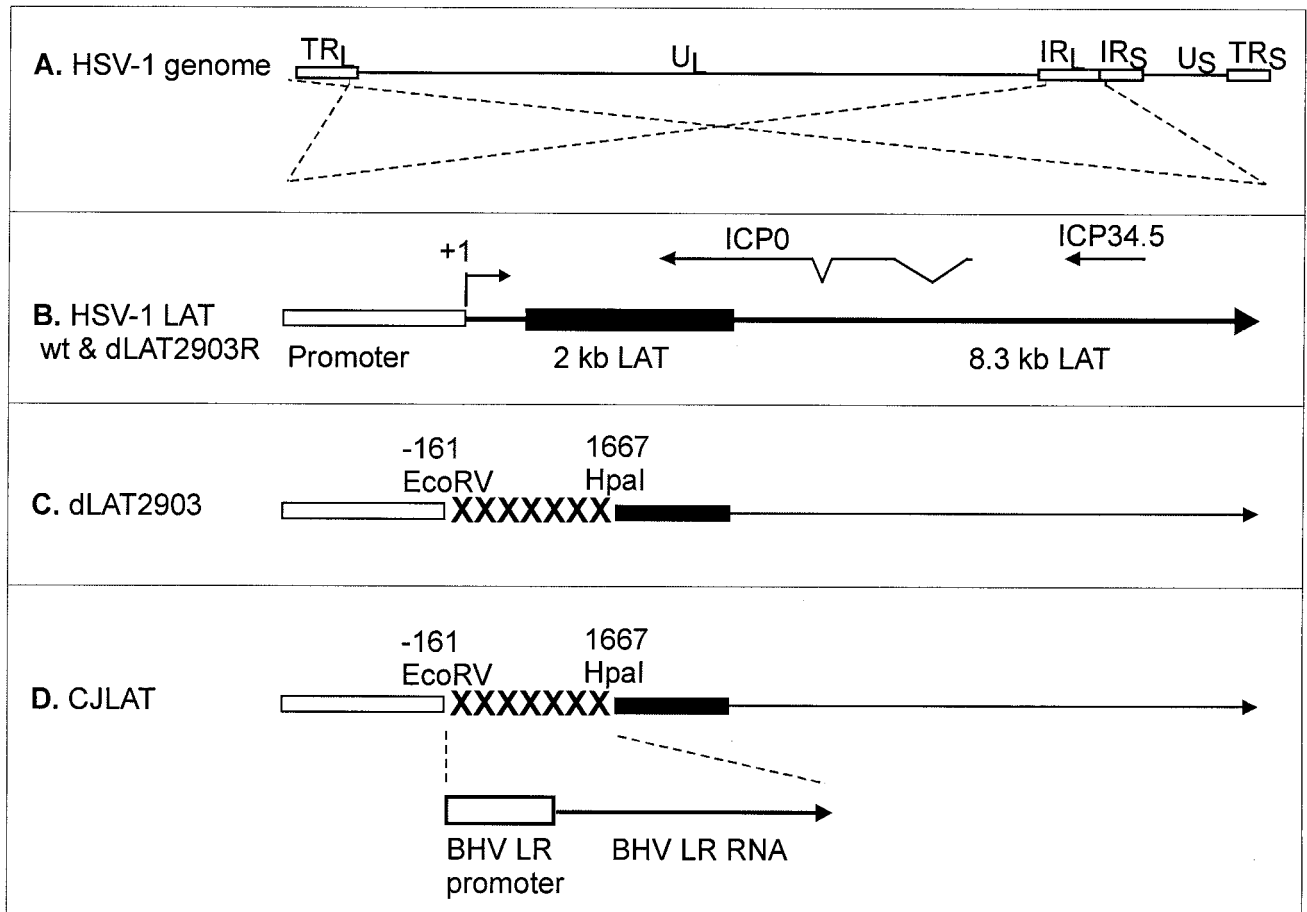 A. HSV-1 genome
TRL
UL
IRL IRS
US
TRS
+1
ICP0
ICP34.5
B. HSV-1 LAT
wt & dLAT2903R
Promoter
2 kb LAT
8.3 kb LAT
-161
EcoRV
1667
HpaI
C. dLAT2903
XXXXXXX
-161
EcoRV
1667
HpaI
D. CJLAT
XXXXXXX
BHV LR
promoter
BHV LR RNA